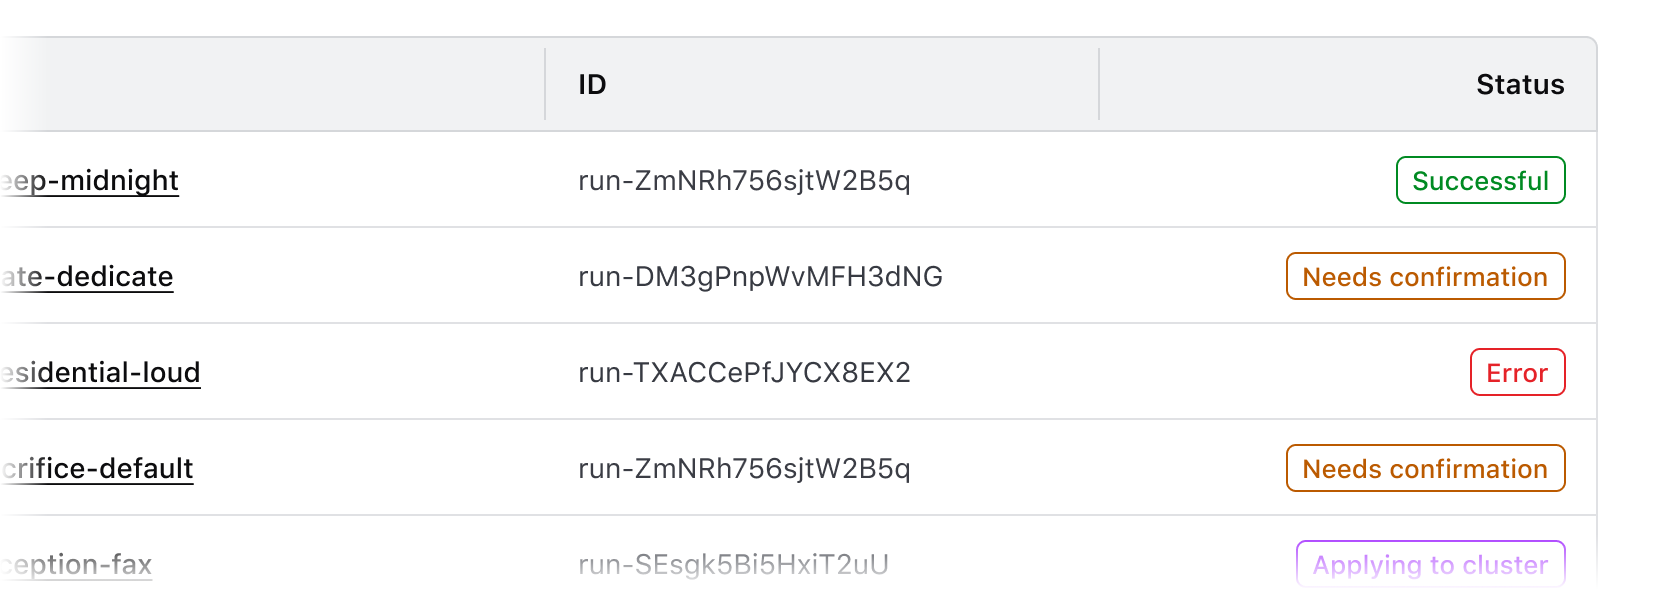 ID Status
eep-midnight run-ZmNRh756sjtW2B5q Successful
ate-dedicate run-DM3gPnpWvMFH3dNG Needs confirmation
esidential-loud run-TXACCePfJYCX8EX2 Error
crifice-default run-ZmNRh756sjtW2B5q Needs confirmation
ception-fax run-SEsgk5Bi5HxiT2uU Applying to cluster